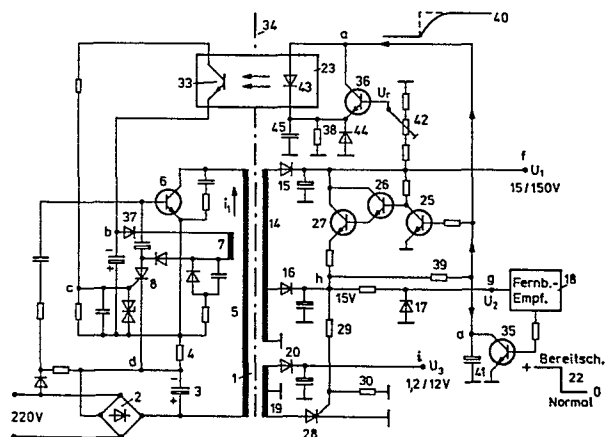 34
40
a
23
33
43
36
Ur
42
45
38
44
f
U1
15/150V
6
i1
15
26
25
27
14
37
b
7
c
8
5
h
39
16
15V
g
U2
Fernb.-
Empf.
18
17
d
4
29
a
35
1
20
i
U3
1,2/12V
41
Bereitsch.
22
0
Normal
2
3
30
19
28
220V